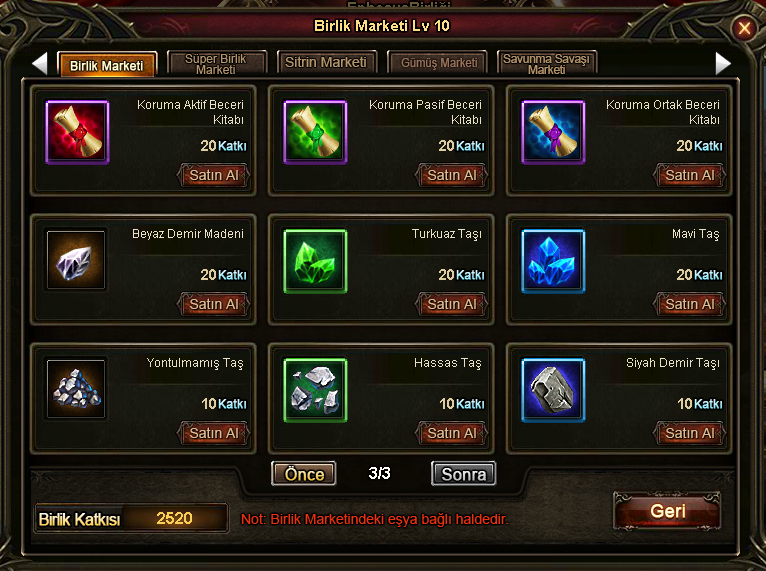 EphesusBirliği
Birlik Marketi Lv 10
Birlik Marketi
Süper Birlik
Marketi
Sitrin Marketi
Gümüş Marketi
Savunma Savaşı
Marketi
Koruma Aktif Beceri
Kitabı
20 Katkı
Satın Al
Koruma Pasif Beceri
Kitabı
20 Katkı
Satın Al
Koruma Ortak Beceri
Kitabı
20 Katkı
Satın Al
Beyaz Demir Madeni
20 Katkı
Satın Al
Turkuaz Taşı
20 Katkı
Satın Al
Mavi Taş
20 Katkı
Satın Al
Yontulmamış Taş
10 Katkı
Satın Al
Hassas Taş
10 Katkı
Satın Al
Siyah Demir Taşı
10 Katkı
Satın Al
Önce
3/3
Sonra
Birlik Katkısı 2520
Not: Birlik Marketindeki eşya bağlı haldedir.
Geri